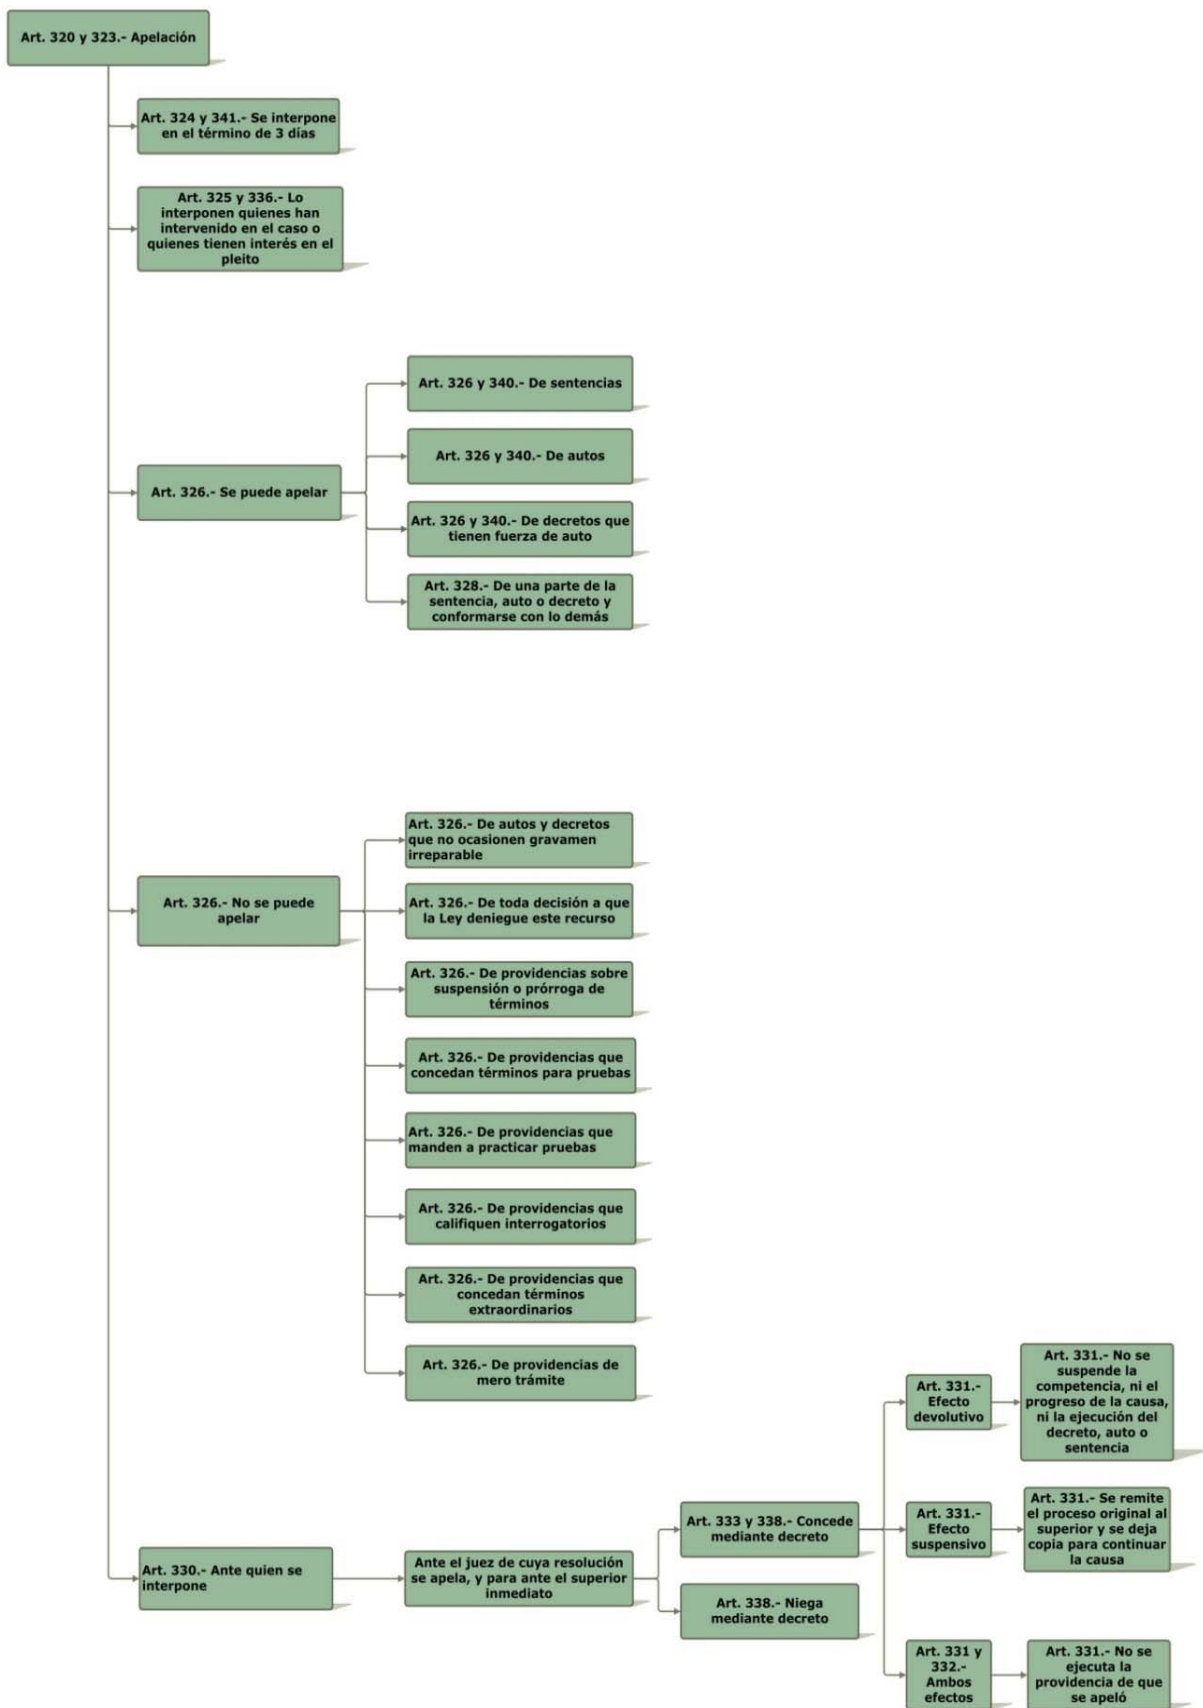 Art. 320 y 323.- Apelación
Art. 324 y 341.- Se interpone
en el término de 3 días
Art. 325 y 336.- Lo
interponen quienes han
intervenido en el caso o
quienes tienen interés en el
pleito
Art. 326.- Se puede apelar
Art. 326 y 340.- De sentencias
Art. 326 y 340.- De autos
Art. 326 y 340.- De decretos que
tienen fuerza de auto
Art. 328.- De una parte de la
sentencia, auto o decreto y
conformarse con lo demás
Art. 326.- No se puede
apelar
Art. 326.- De autos y decretos
que no ocasionen gravamen
irreparable
Art. 326.- De toda decisión a que
la Ley deniegue este recurso
Art. 326.- De providencias sobre
suspensión o prórroga de
términos
Art. 326.- De providencias que
concedan términos para pruebas
Art. 326.- De providencias que
manden a practicar pruebas
Art. 326.- De providencias que
califiquen interrogatorios
Art. 326.- De providencias que
concedan términos
extraordinarios
Art. 326.- De providencias de
mero trámite
Art. 330.- Ante quien se
interpone
Ante el juez de cuya resolución
se apela, y para ante el superior
inmediato
Art. 333 y 338.- Concede
mediante decreto
Art. 331.-
Efecto
devolutivo
Art. 331.- No se
suspende la
competencia, ni el
progreso de la causa,
ni la ejecución del
decreto, auto o
sentencia
Art. 331.-
Efecto
suspensivo
Art. 331.- Se remite
el proceso original al
superior y se deja
copia para continuar
la causa
Art. 331 y
332.-
Ambos
efectos
Art. 331.- No se
ejecuta la
providencia de que
se apeló
Art. 338.- Niega
mediante decreto